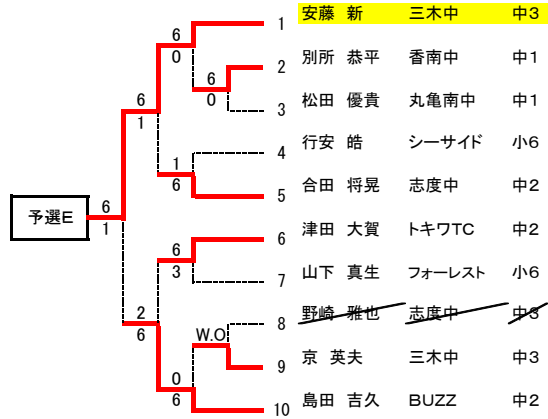 1 安藤 新 三木中 中3
6
0
2 別所 恭平 香南中 中1
6
0
3 松田 優貴 丸亀南中 中1
6
1
4 行安 皓 シーサイド 小6
1
6
5 合田 将晃 志度中 中2
予選E
6
1
6 津田 大賀 トキワTC 中2
6
3
7 山下 真生 フォーレスト 小6
2
6
8 野崎 雅也 志度中 中3
W.O
9 京 英夫 三木中 中3
0
6
10 島田 吉久 BUZZ 中2